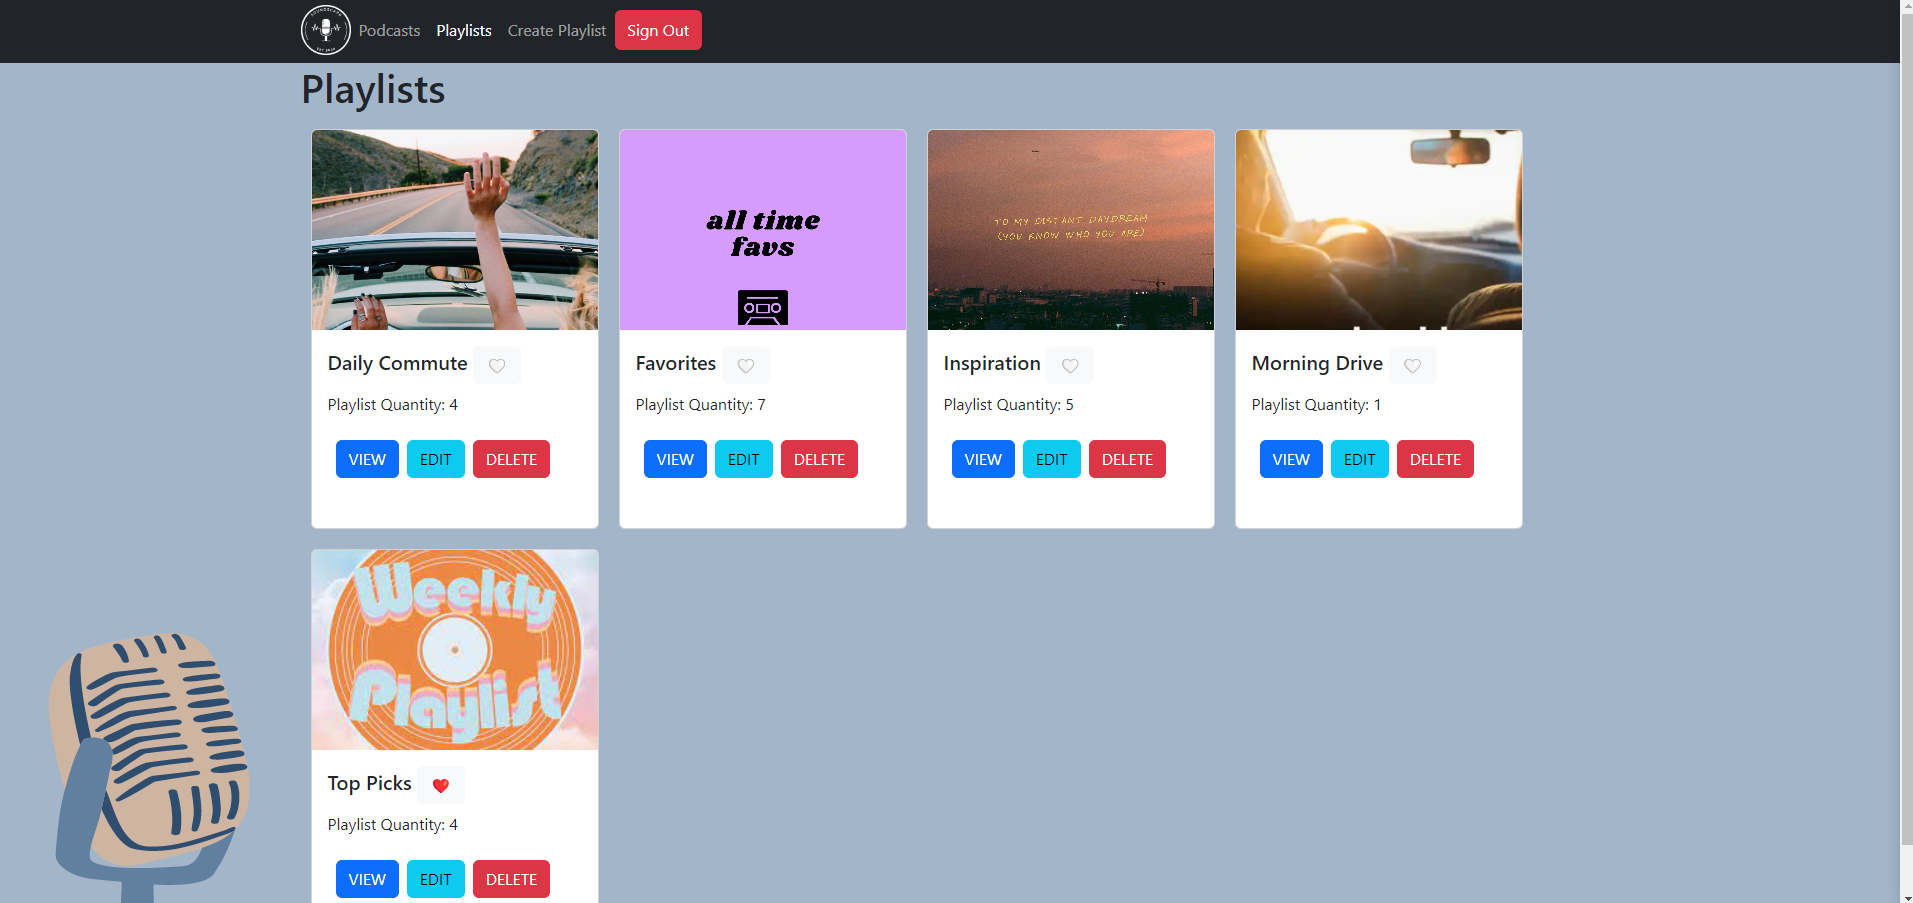 SOUNDSCAPE
Podcasts
Playlists
Create Playlist
Sign Out
Playlists
all time
favs
TO MY DISTANT DAYDREAM
(YOU KNOW WHO YOU ARE)
Daily Commute
Favorites
Inspiration
Morning Drive
Playlist Quantity: 4
Playlist Quantity: 7
Playlist Quantity: 5
Playlist Quantity: 1
VIEW EDIT DELETE
VIEW EDIT DELETE
VIEW EDIT DELETE
VIEW EDIT DELETE
Weekly
Playlist
Top Picks
Playlist Quantity: 4
VIEW EDIT DELETE